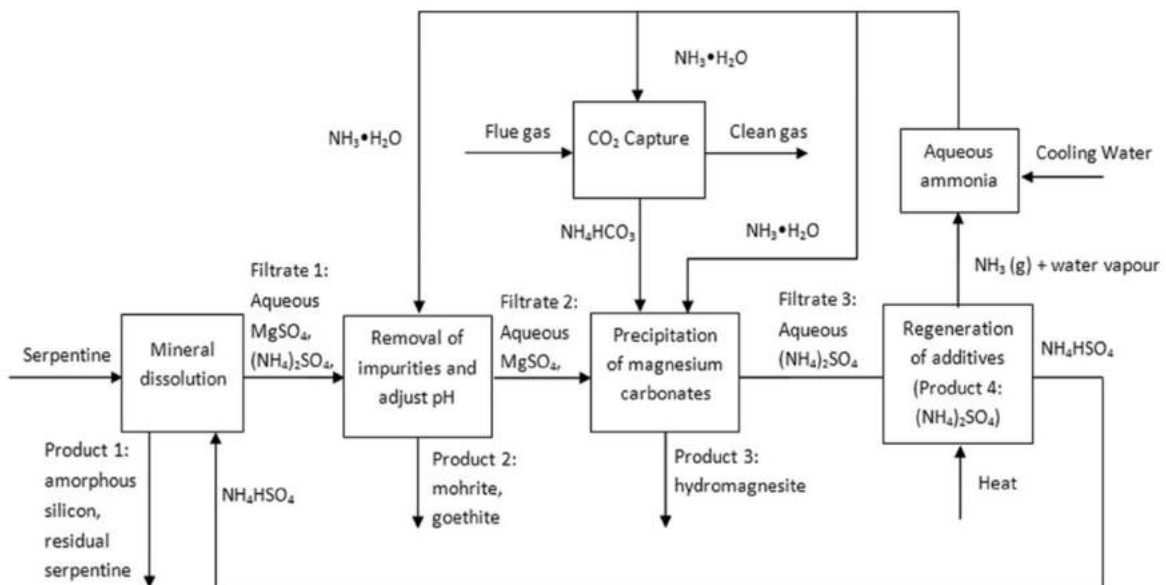 NH₃•H₂O
NH₃•H₂O
Flue gas
CO₂ Capture
Clean gas
Aqueous
ammonia
Cooling Water
NH₄HCO₃
NH₃•H₂O
NH₃ (g) + water vapour
Filtrate 1:
Aqueous
MgSO₄,
(NH₄)₂SO₄,
Filtrate 2:
Aqueous
MgSO₄,
Filtrate 3:
Aqueous
(NH₄)₂SO₄
Serpentine
Mineral
dissolution
Removal of
impurities and
adjust pH
Precipitation
of magnesium
carbonates
Regeneration
of additives
(Product 4:
(NH₄)₂SO₄)
NH₄HSO₄
Product 1:
amorphous
silicon,
residual
serpentine
NH₄HSO₄
Product 2:
mohrite,
goethite
Product 3:
hydromagnesite
Heat